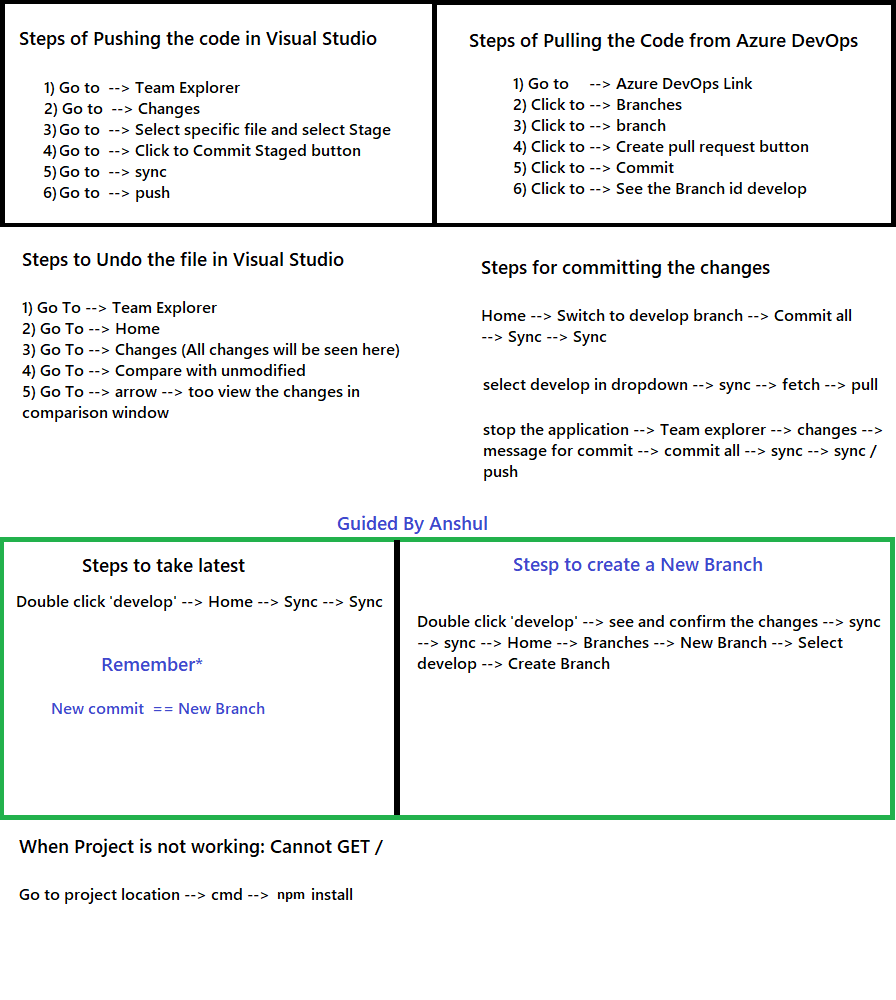 Steps of Pushing the code in Visual Studio
1) Go to --> Team Explorer
2) Go to --> Changes
3) Go to --> Select specific file and select Stage
4) Go to --> Click to Commit Staged button
5) Go to --> sync
6) Go to --> push
Steps of Pulling the Code from Azure DevOps
1) Go to --> Azure DevOps Link
2) Click to --> Branches
3) Click to --> branch
4) Click to --> Create pull request button
5) Click to --> Commit
6) Click to --> See the Branch id develop
Steps to Undo the file in Visual Studio
1) Go To --> Team Explorer
2) Go To --> Home
3) Go To --> Changes (All changes will be seen here)
4) Go To --> Compare with unmodified
5) Go To --> arrow --> too view the changes in
comparison window
Steps for committing the changes
Home --> Switch to develop branch --> Commit all
--> Sync --> Sync
select develop in dropdown --> sync --> fetch --> pull
stop the application --> Team explorer --> changes -->
message for commit --> commit all --> sync --> sync /
push
Guided By Anshul
Steps to take latest
Double click 'develop' --> Home --> Sync --> Sync
Remember*
New commit == New Branch
Stesp to create a New Branch
Double click 'develop' --> see and confirm the changes --> sync
--> sync --> Home --> Branches --> New Branch --> Select
develop --> Create Branch
When Project is not working: Cannot GET /
Go to project location --> cmd --> npm install